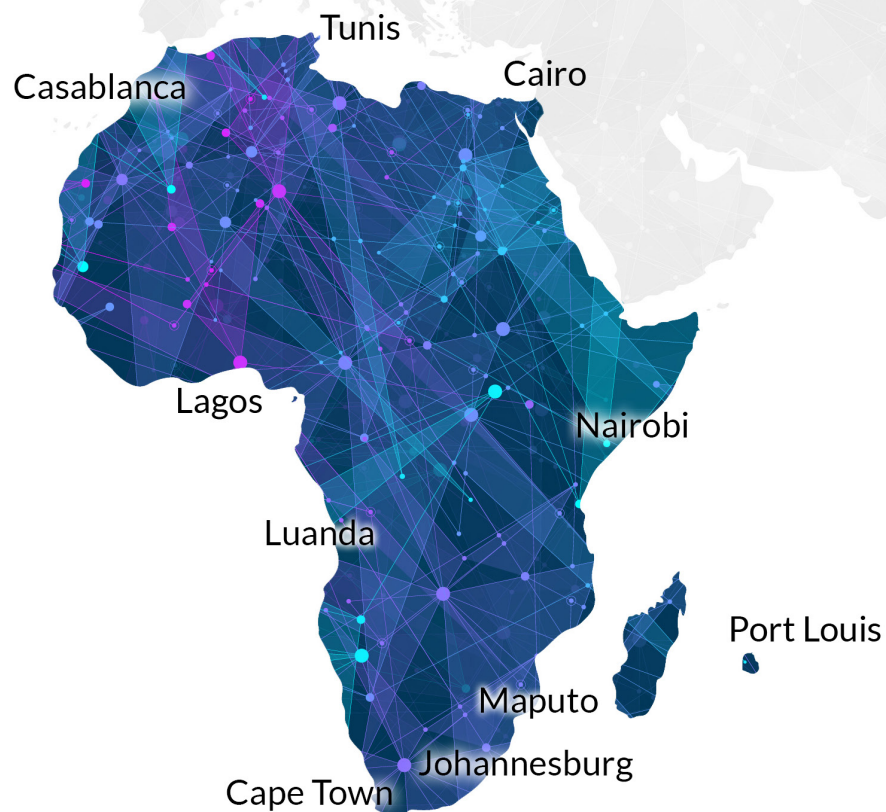 Tunis
Cairo
Casablanca
Lagos
Nairobi
Luanda
Port Louis
Maputo
Johannesburg
Cape Town